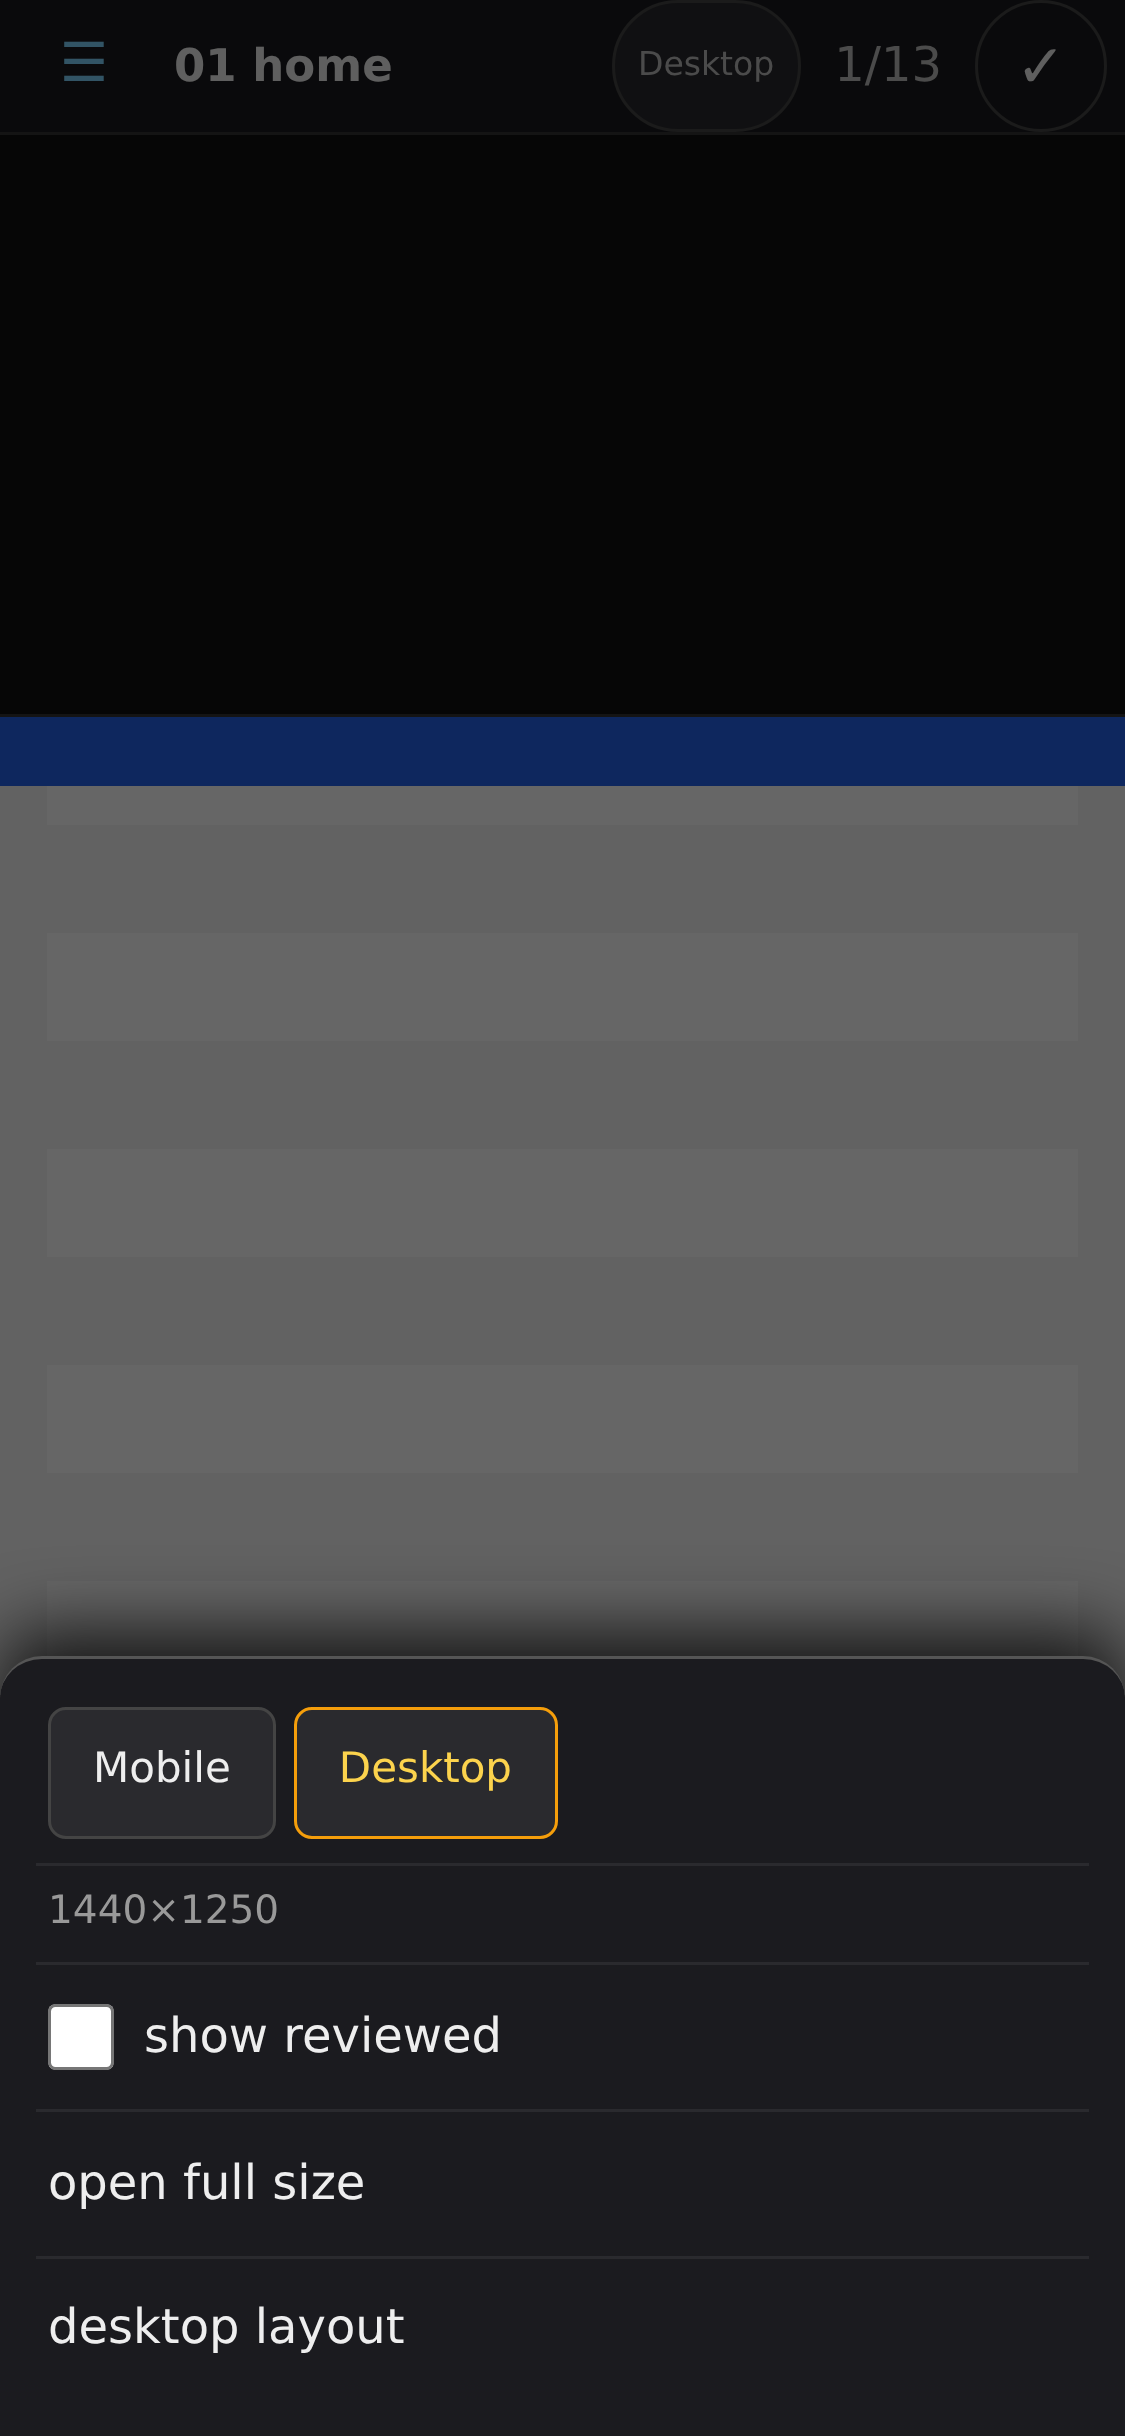 ☰ 01 home Desktop 1/13 ✓
Mobile Desktop
1440×1250
show reviewed
open full size
desktop layout